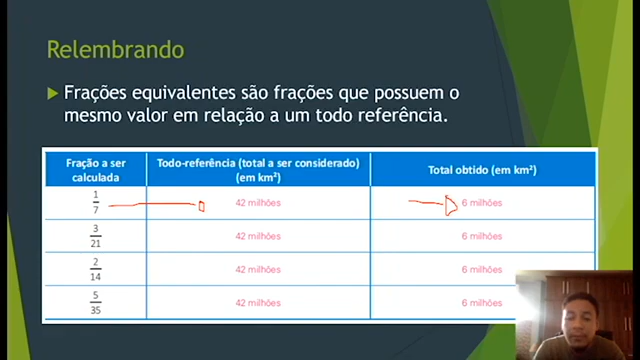 Relembrando
Frações equivalentes são frações que possuem o
mesmo valor em relação a um todo referência.
Fração a ser
calculada
Todo-referência (total a ser considerado)
(em km²)
Total obtido (em km²)
1/7 42 milhões 6 milhões
3/21 42 milhões 6 milhões
2/14 42 milhões 6 milhões
5/35 42 milhões 6 milhões